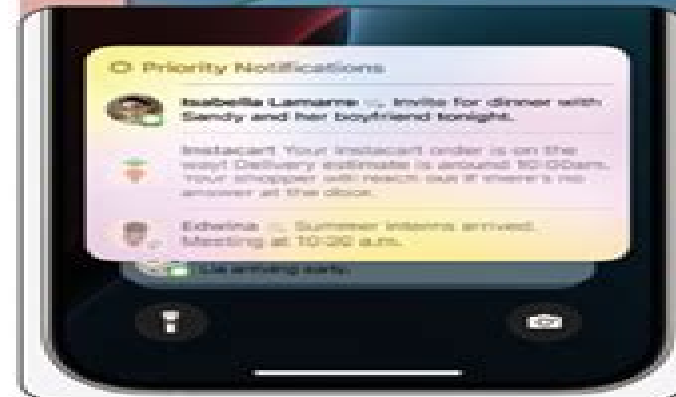 Priority Notifications
Isabella Lamarre Invite for dinner with
Sandy and her boyfriend tonight.
Instacart Your Instacart order is on the
way! Delivery estimate is around 10:00am.
Your shopper will reach out if there's no
answer at the door.
Edwina Summer interns arrived.
Meeting at 10:30 a.m.
Lia arriving early.